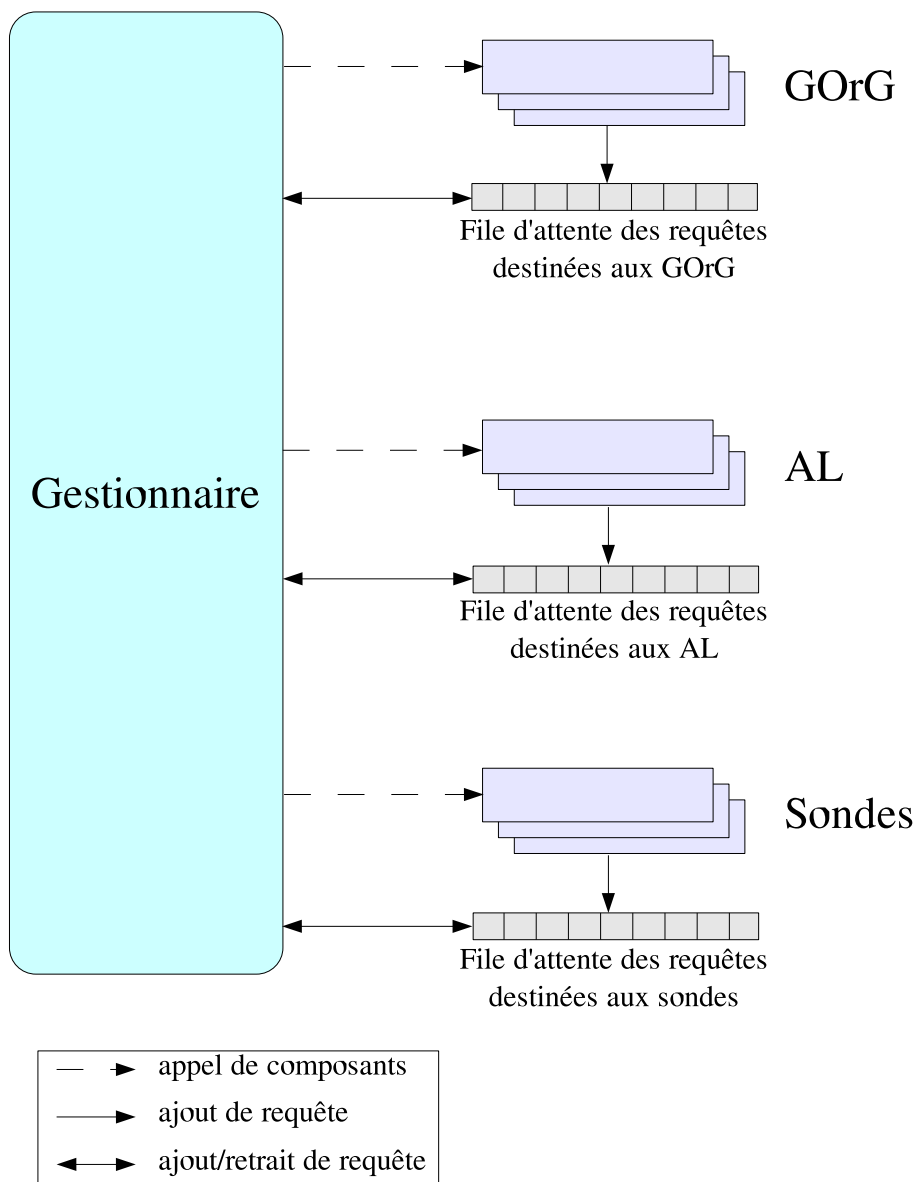 GOrG
File d'attente des requêtes
destinées aux GOrG
Gestionnaire
AL
File d'attente des requêtes
destinées aux AL
Sondes
File d'attente des requêtes
destinées aux sondes
appel de composants
ajout de requête
ajout/retrait de requête